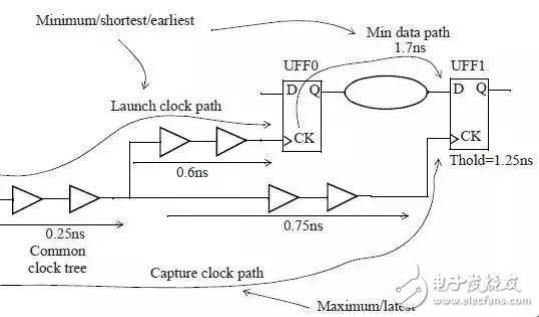 Minimum/shortest/earliest
Min data path
1.7ns
UFF0
UFF1
D Q
D Q
Launch clock path
CK
CK
Thold=1.25ns
0.6ns
0.25ns
0.75ns
Common
clock tree
Capture clock path
Maximum/latest
电子发烧友
www.elecfans.com